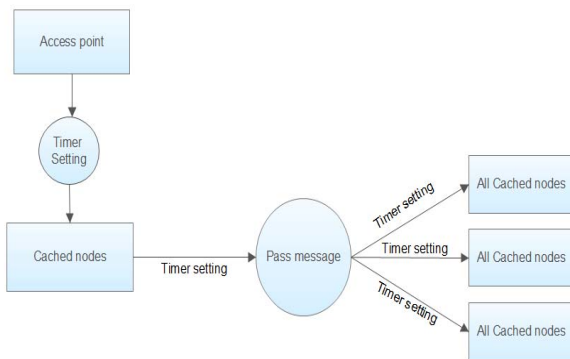 Access point
Timer
Setting
Cached nodes
Timer setting
Pass message
Timer setting
Timer setting
Timer setting
All Cached nodes
All Cached nodes
All Cached nodes